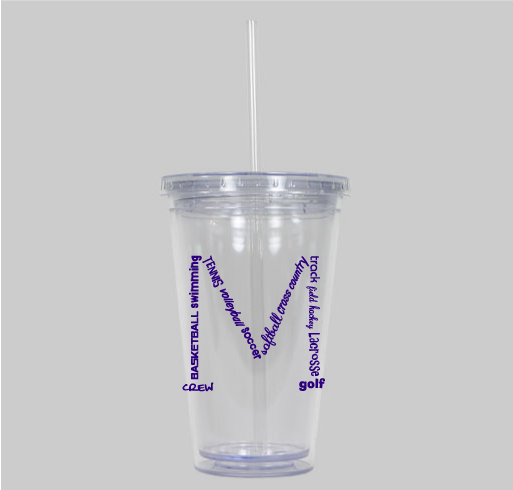 BASKETBALL swimming
CREW
TENNIS volleyball soccer
softball cross country
track field hockey Lacrosse
golf